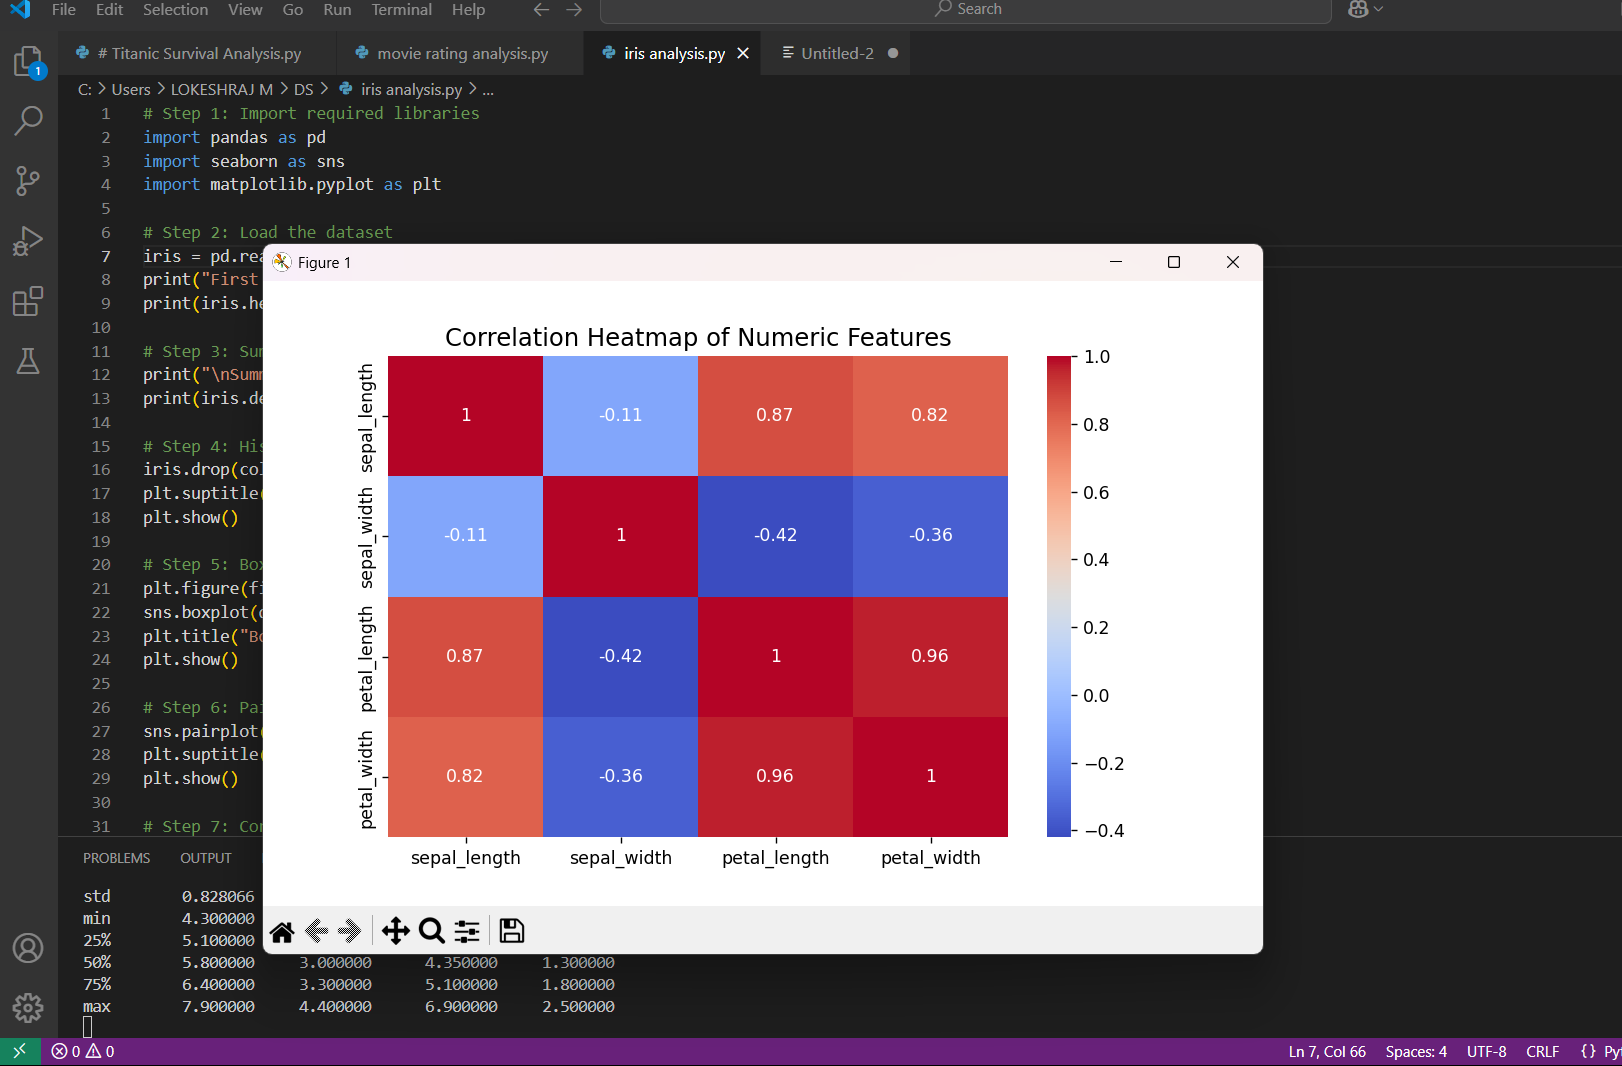 File Edit Selection View Go Run Terminal Help
Search
# Titanic Survival Analysis.py
movie rating analysis.py
iris analysis.py
Untitled-2
C: > Users > LOKESHRAJ M > DS > iris analysis.py > ...
1
1 # Step 1: Import required libraries
2 import pandas as pd
3 import seaborn as sns
4 import matplotlib.pyplot as plt
5
6 # Step 2: Load the dataset
7 iris = pd.rea
8 print("First
9 print(iris.he
10
11 # Step 3: Sum
12 print("\nSumm
13 print(iris.de
14
15 # Step 4: His
16 iris.drop(col
17 plt.suptitle(
18 plt.show()
19
20 # Step 5: Box
21 plt.figure(fi
22 sns.boxplot(d
23 plt.title("Bo
24 plt.show()
25
26 # Step 6: Pai
27 sns.pairplot(
28 plt.suptitle(
29 plt.show()
30
31 # Step 7: Cor
Figure 1
Correlation Heatmap of Numeric Features
sepal_length 1 -0.11 0.87 0.82
sepal_width -0.11 1 -0.42 -0.36
petal_length 0.87 -0.42 1 0.96
petal_width 0.82 -0.36 0.96 1
sepal_length sepal_width petal_length petal_width
1.0
0.8
0.6
0.4
0.2
0.0
−0.2
−0.4
PROBLEMS OUTPUT
std 0.828066
min 4.300000
25% 5.100000
50% 5.800000 3.000000 4.350000 1.300000
75% 6.400000 3.300000 5.100000 1.800000
max 7.900000 4.400000 6.900000 2.500000
0 0
Ln 7, Col 66 Spaces: 4 UTF-8 CRLF {} Pyt